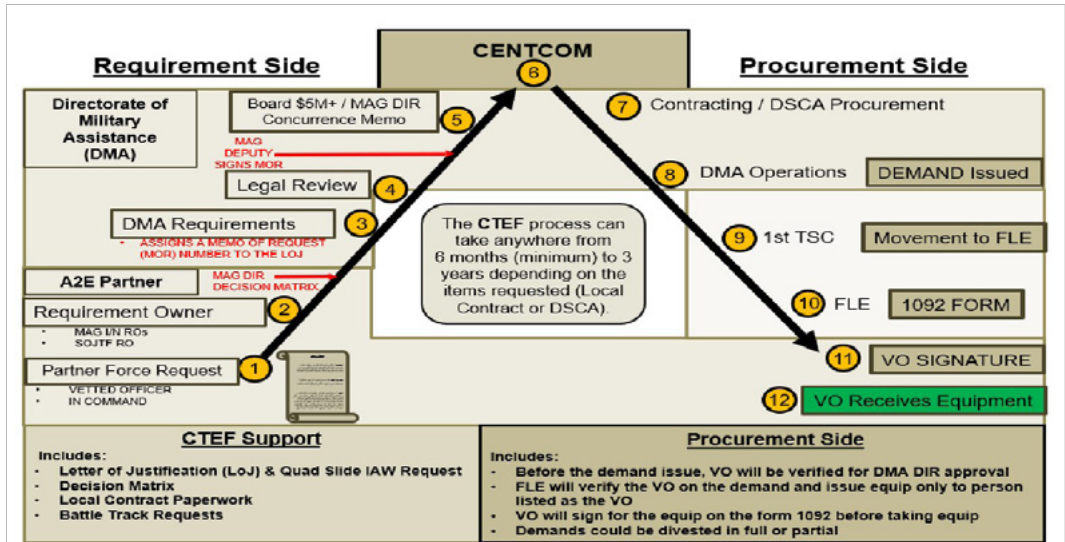 CENTCOM
6
Requirement Side
Procurement Side
Directorate of
Military
Assistance
(DMA)
Board $5M+ / MAG DIR
Concurrence Memo
5
MAG
DEPUTY
SIGNS MOR
Legal Review
4
DMA Requirements
3
• ASSIGNS A MEMO OF REQUEST
(MOR) NUMBER TO THE LOJ
A2E Partner
MAG DIR
DECISION MATRIX
Requirement Owner
2
• MAG I/N ROs
• SOJTF RO
Partner Force Request
1
• VETTED OFFICER
• IN COMMAND
The CTEF process can
take anywhere from
6 months (minimum) to 3
years depending on the
items requested (Local
Contract or DSCA).
7 Contracting / DSCA Procurement
8 DMA Operations DEMAND Issued
9 1st TSC Movement to FLE
10 FLE 1092 FORM
11 VO SIGNATURE
12 VO Receives Equipment
CTEF Support
Includes:
• Letter of Justification (LoJ) & Quad Slide IAW Request
• Decision Matrix
• Local Contract Paperwork
• Battle Track Requests
Procurement Side
Includes:
• Before the demand issue, VO will be verified for DMA DIR approval
• FLE will verify the VO on the demand and issue equip only to person
listed as the VO
• VO will sign for the equip on the form 1092 before taking equip
• Demands could be divested in full or partial